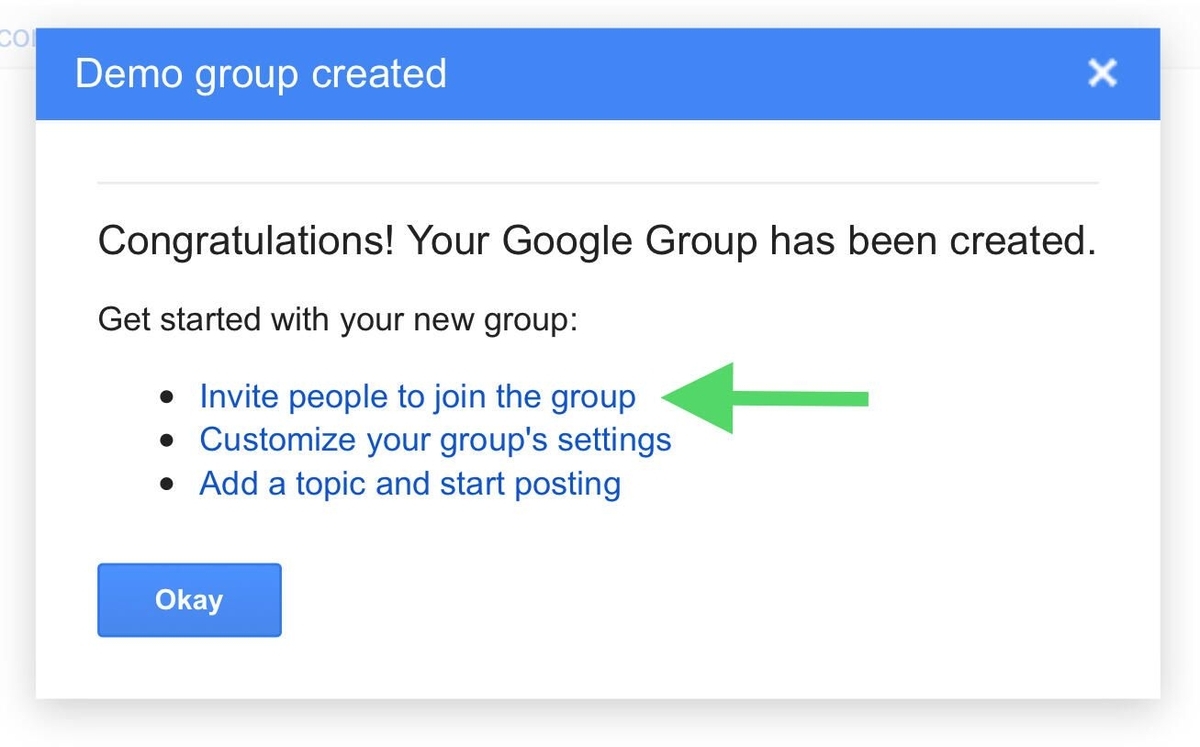 Demo group created
Congratulations! Your Google Group has been created.
Get started with your new group:
Invite people to join the group
Customize your group's settings
Add a topic and start posting
Okay